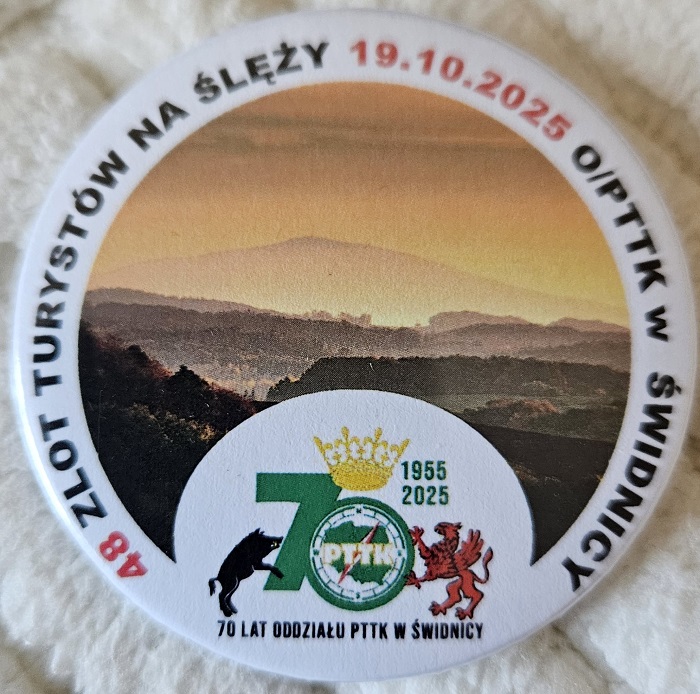 48 ZLOT TURYSTÓW NA ŚLĘŻY 19.10.2025 O/PTTK w ŚWIDNICY
1955
2025
70
PTTK
70 LAT ODDZIAŁU PTTK W ŚWIDNICY